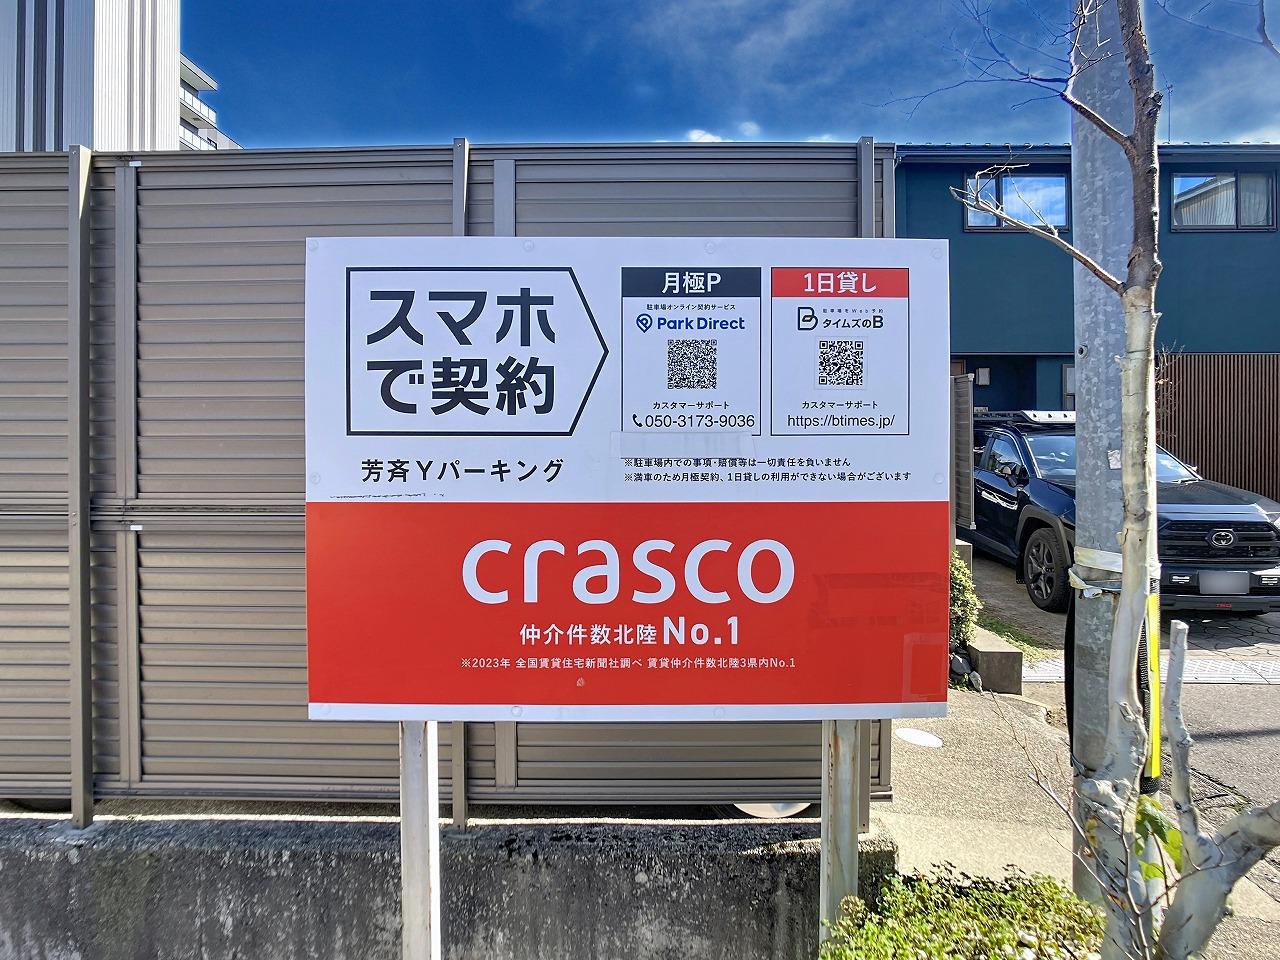 スマホ
で契約
芳斉Yパーキング
月極P
駐車場オンライン契約サービス
Park Direct
カスタマーサポート
050-3173-9036
1日貸し
駐車場をWeb予約
B タイムズのB
カスタマーサポート
https://btimes.jp/
※駐車場内での事項・賠償等は一切責任を負いません
※満車のため月極契約、1日貸しの利用ができない場合がございます
crasco
仲介件数北陸No.1
※2023年 全国賃貸住宅新聞社調べ 賃貸仲介件数北陸3県内No.1